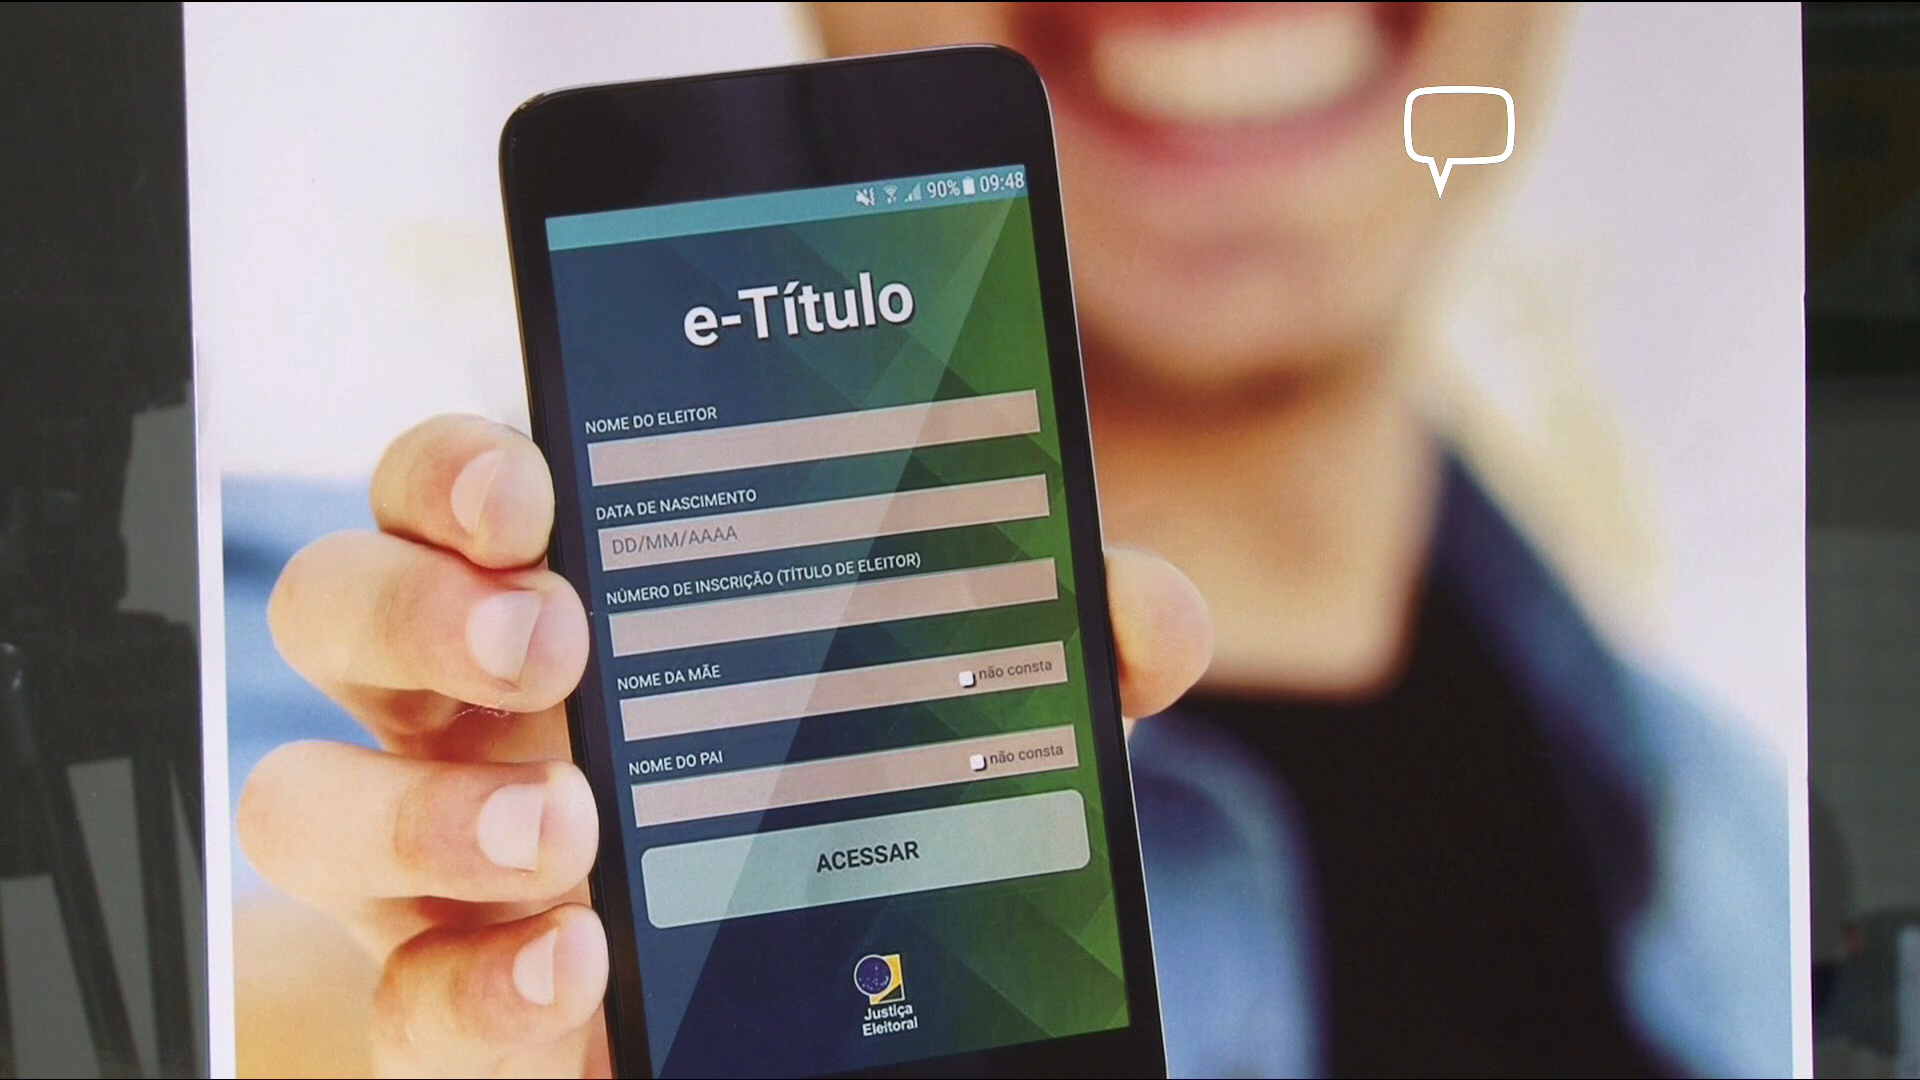 90% 09:48
e-Título
NOME DO ELEITOR
DATA DE NASCIMENTO
DD/MM/AAAA
NÚMERO DE INSCRIÇÃO (TÍTULO DE ELEITOR)
NOME DA MÃE
não consta
NOME DO PAI
não consta
ACESSAR
Justiça
Eleitoral